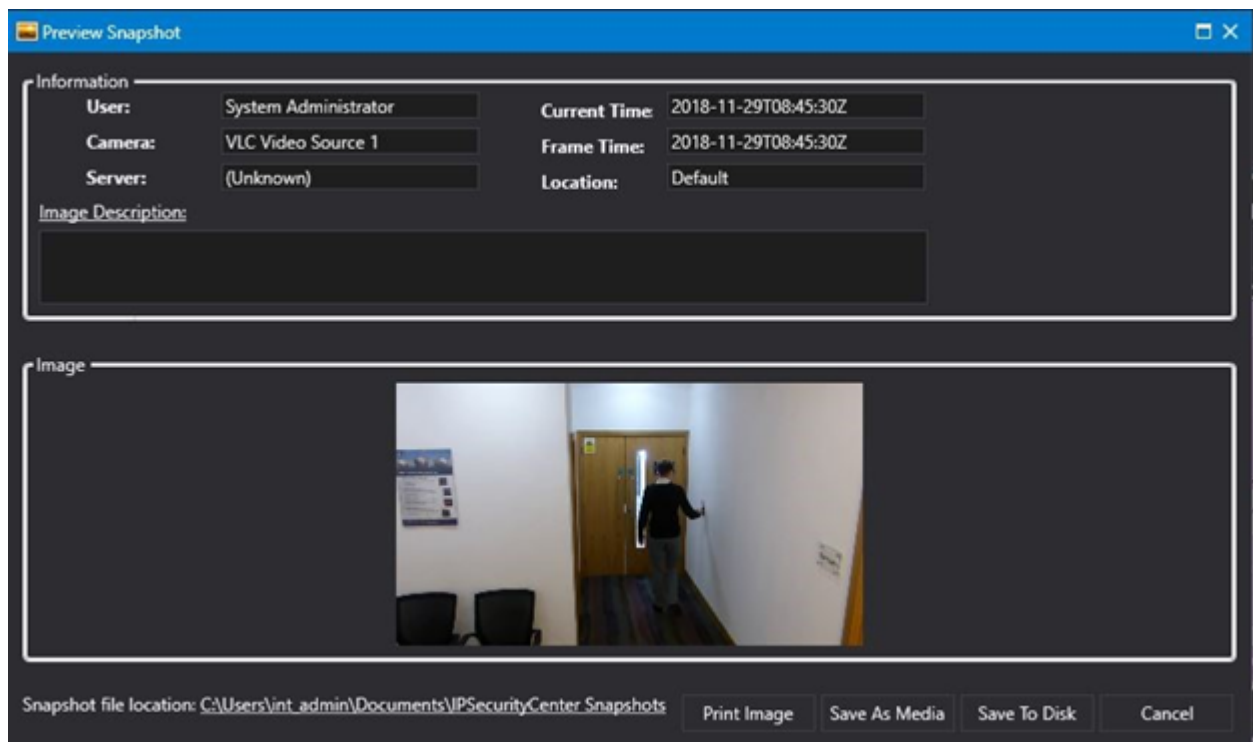 Preview Snapshot
Information
User: System Administrator Current Time: 2018-11-29T08:45:30Z
Camera: VLC Video Source 1 Frame Time: 2018-11-29T08:45:30Z
Server: (Unknown) Location: Default
Image Description:
Image
Snapshot file location: C:\Users\int_admin\Documents\IPSecurityCenter Snapshots Print Image Save As Media Save To Disk Cancel